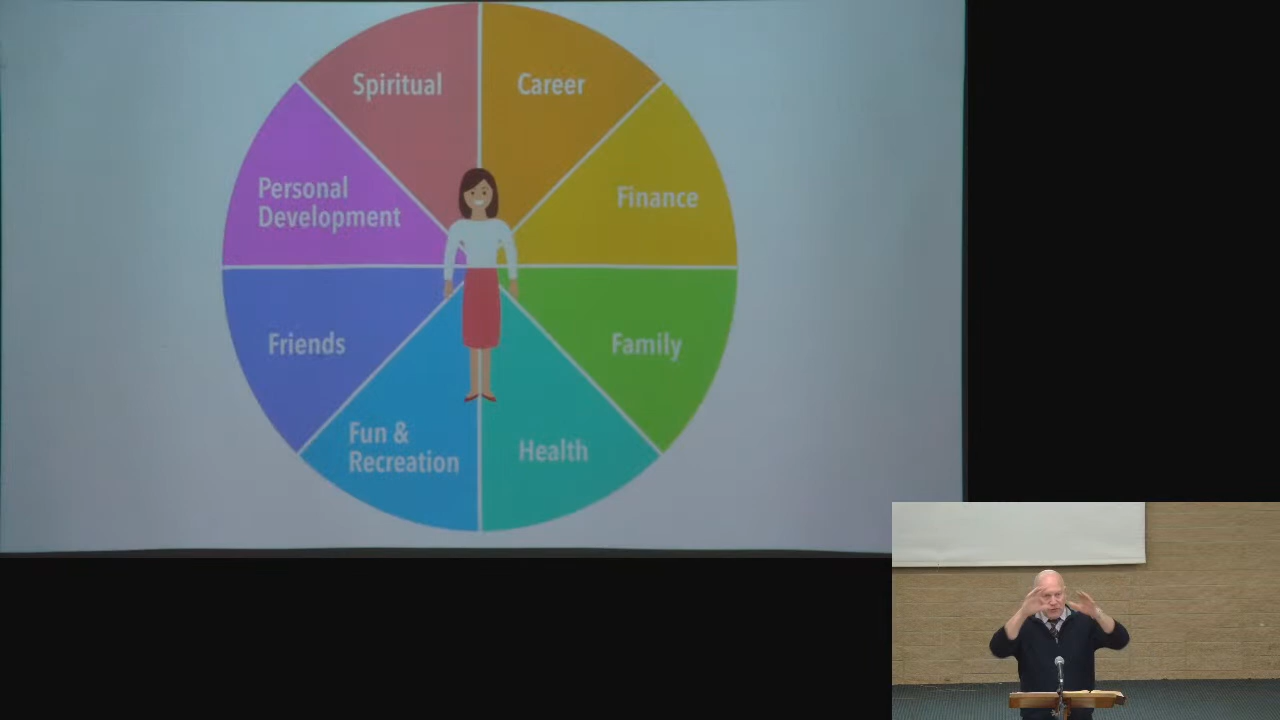 Spiritual
Career
Personal
Development
Finance
Friends
Family
Fun &
Recreation
Health